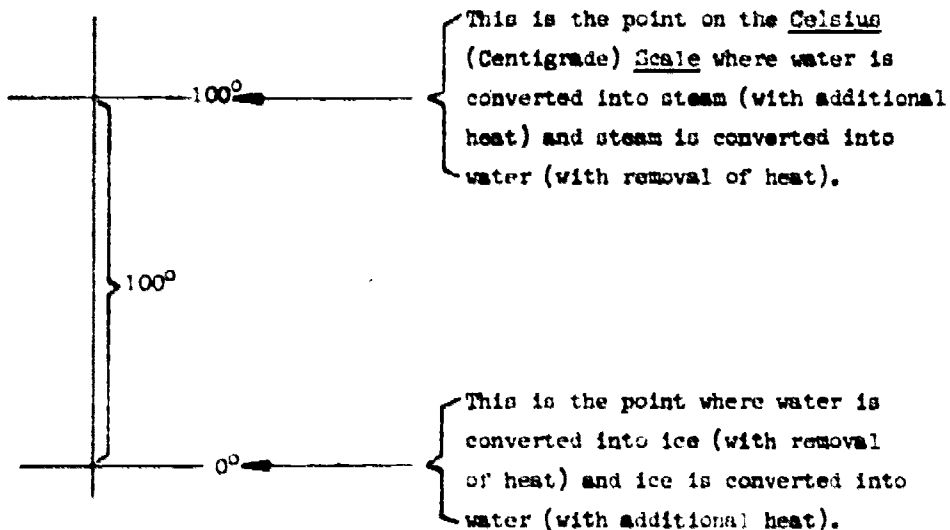 This is the point on the Celsius
(Centigrade) Scale where water is
100°
converted into steam (with additional
heat) and steam is converted into
water (with removal of heat).
100°
This is the point where water is
converted into ice (with removal
0°
of heat) and ice is converted into
water (with additional heat).